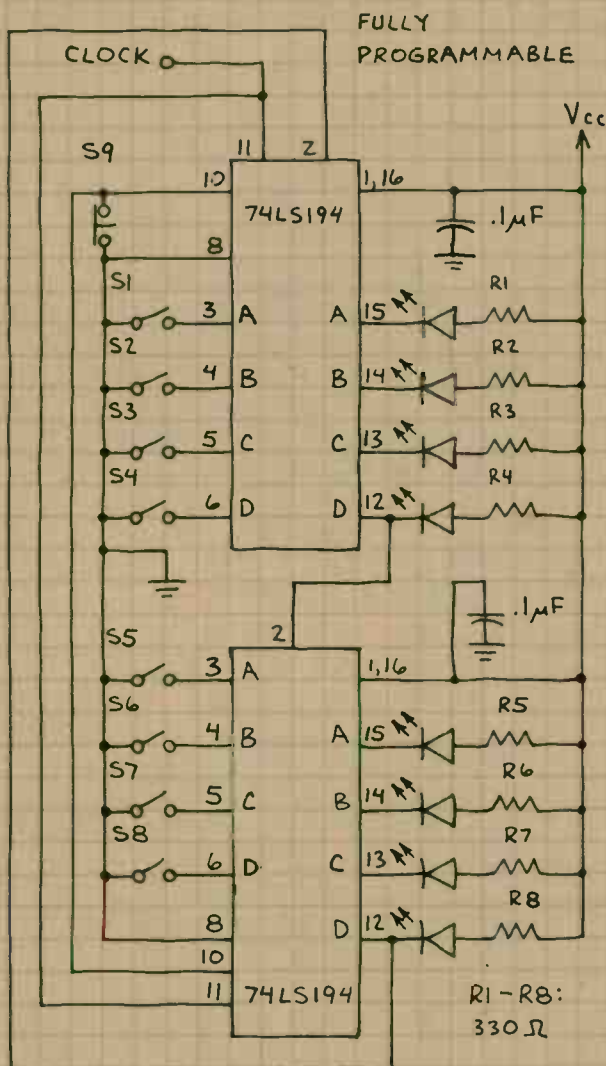 FULLY
PROGRAMMABLE
CLOCK
Vcc
S9
11 2
10 1,16
74LS194
.1µF
8
S1
R1
3 A A 15
S2
R2
4 B B 14
S3
R3
5 C C 13
S4
R4
6 D D 12
2
.1µF
S5
1,16
3 A
S6
R5
4 B A 15
S7
R6
5 C B 14
S8
R7
6 D C 13
R8
8 D 12
10
11 74LS194
R1-R8:
330 Ω